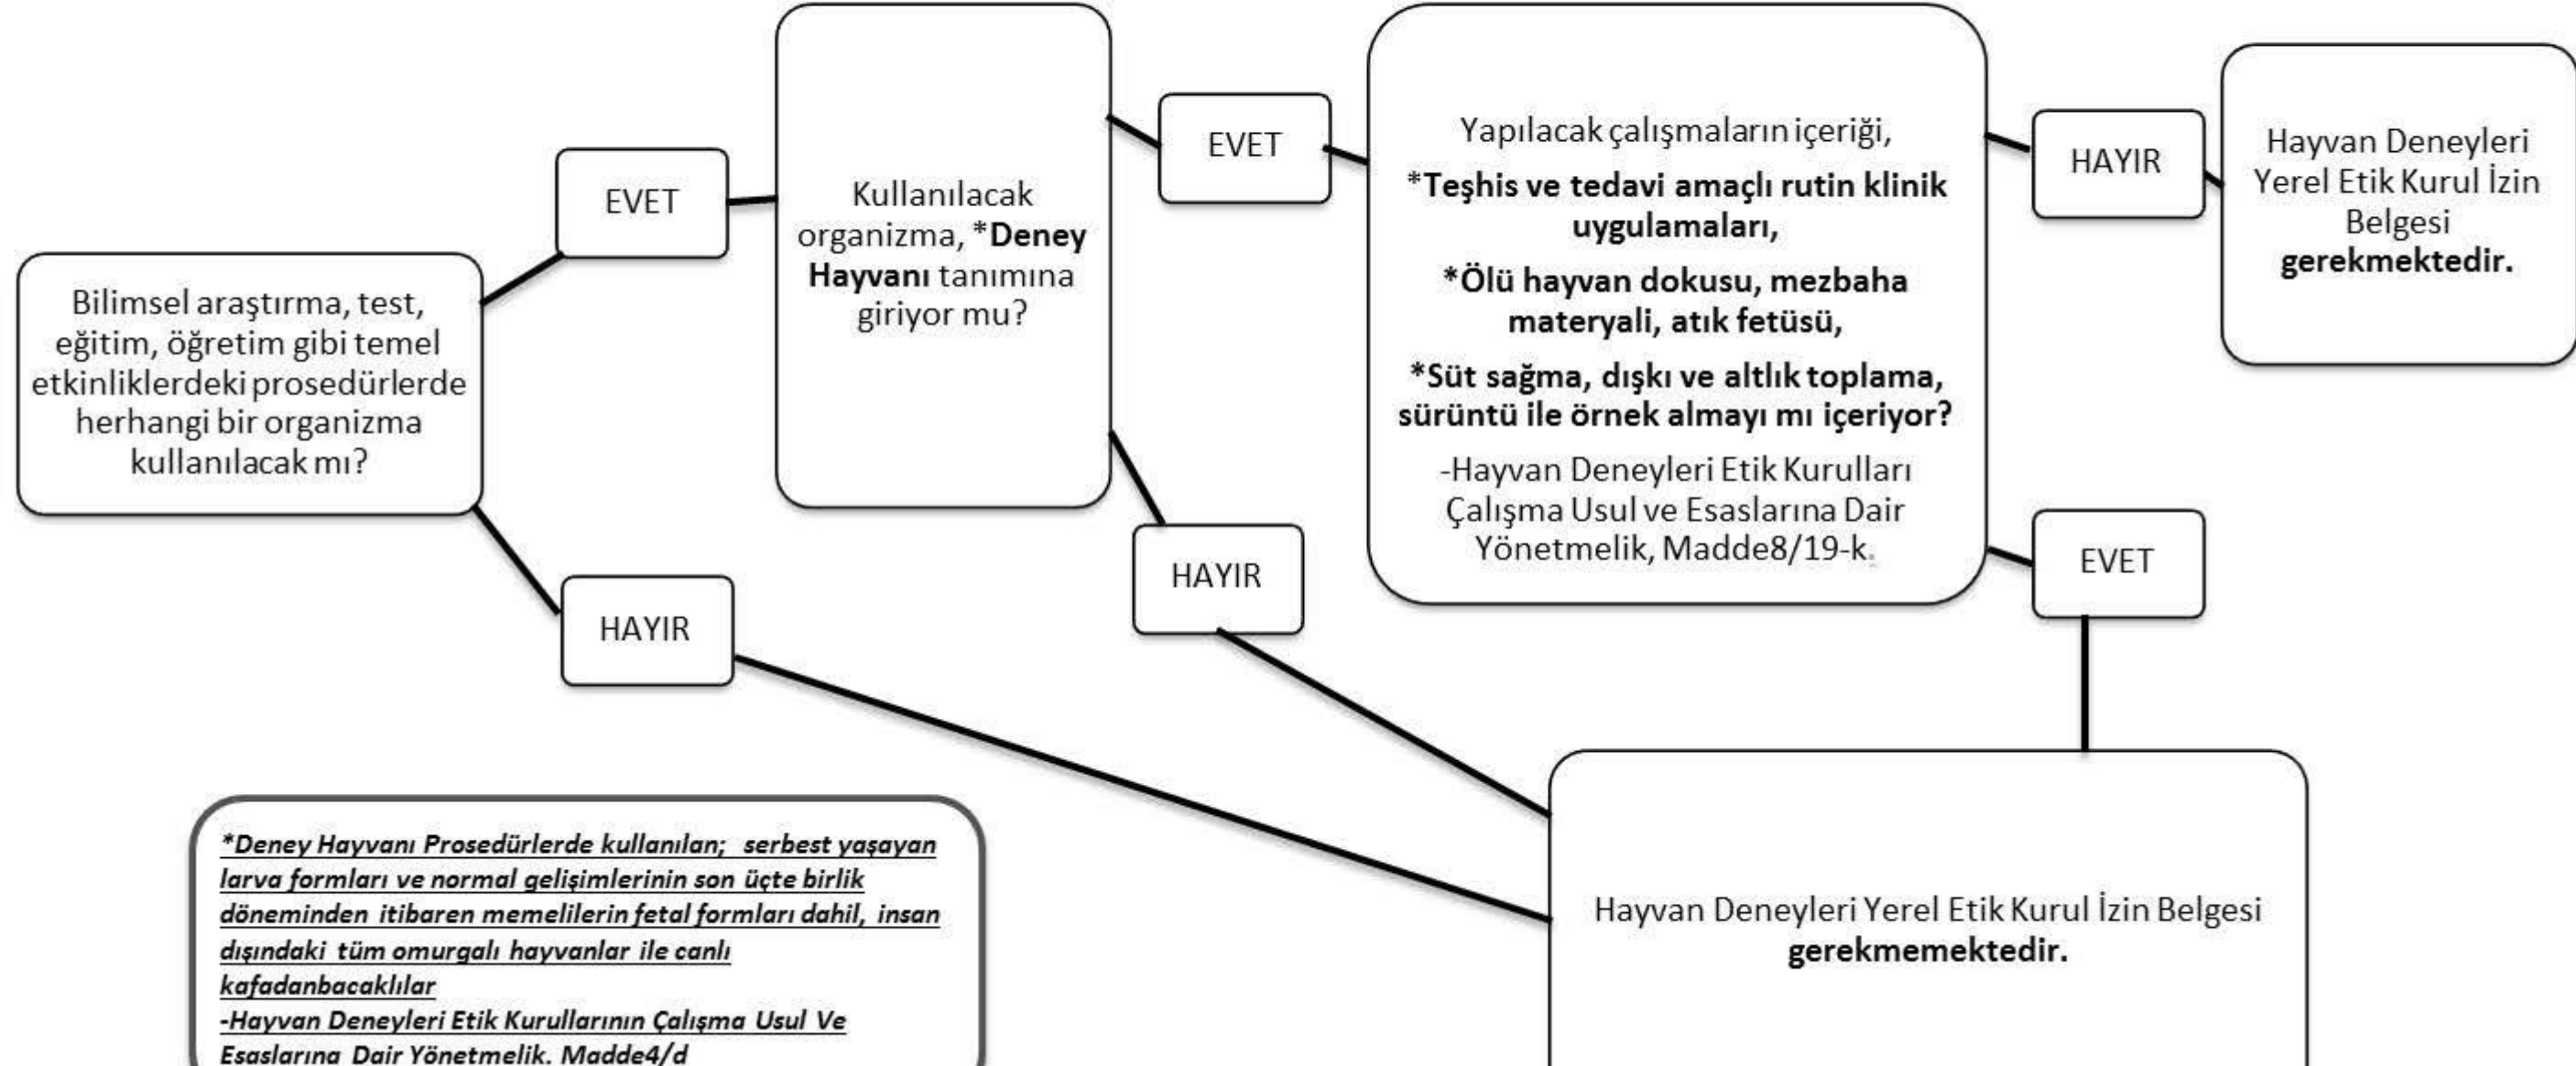 Bilimsel araştırma, test,
eğitim, öğretim gibi temel
etkinliklerdeki prosedürlerde
herhangi bir organizma
kullanılacak mı?
EVET
HAYIR
Kullanılacak
organizma, *Deney
Hayvanı tanımına
giriyor mu?
EVET
HAYIR
Yapılacak çalışmaların içeriği,
*Teşhis ve tedavi amaçlı rutin klinik
uygulamaları,
*Ölü hayvan dokusu, mezbaha
materyali, atık fetüsü,
*Süt sağma, dışkı ve altlık toplama,
sürüntü ile örnek almayı mı içeriyor?
-Hayvan Deneyleri Etik Kurulları
Çalışma Usul ve Esaslarına Dair
Yönetmelik, Madde8/19-k.
HAYIR
EVET
Hayvan Deneyleri
Yerel Etik Kurul İzin
Belgesi
gerekmektedir.
Hayvan Deneyleri Yerel Etik Kurul İzin Belgesi
gerekmemektedir.
*Deney Hayvanı Prosedürlerde kullanılan; serbest yaşayan
larva formları ve normal gelişimlerinin son üçte birlik
döneminden itibaren memelilerin fetal formları dahil, insan
dışındaki tüm omurgalı hayvanlar ile canlı
kafadanbacaklılar
-Hayvan Deneyleri Etik Kurullarının Çalışma Usul Ve
Esaslarına Dair Yönetmelik. Madde4/d